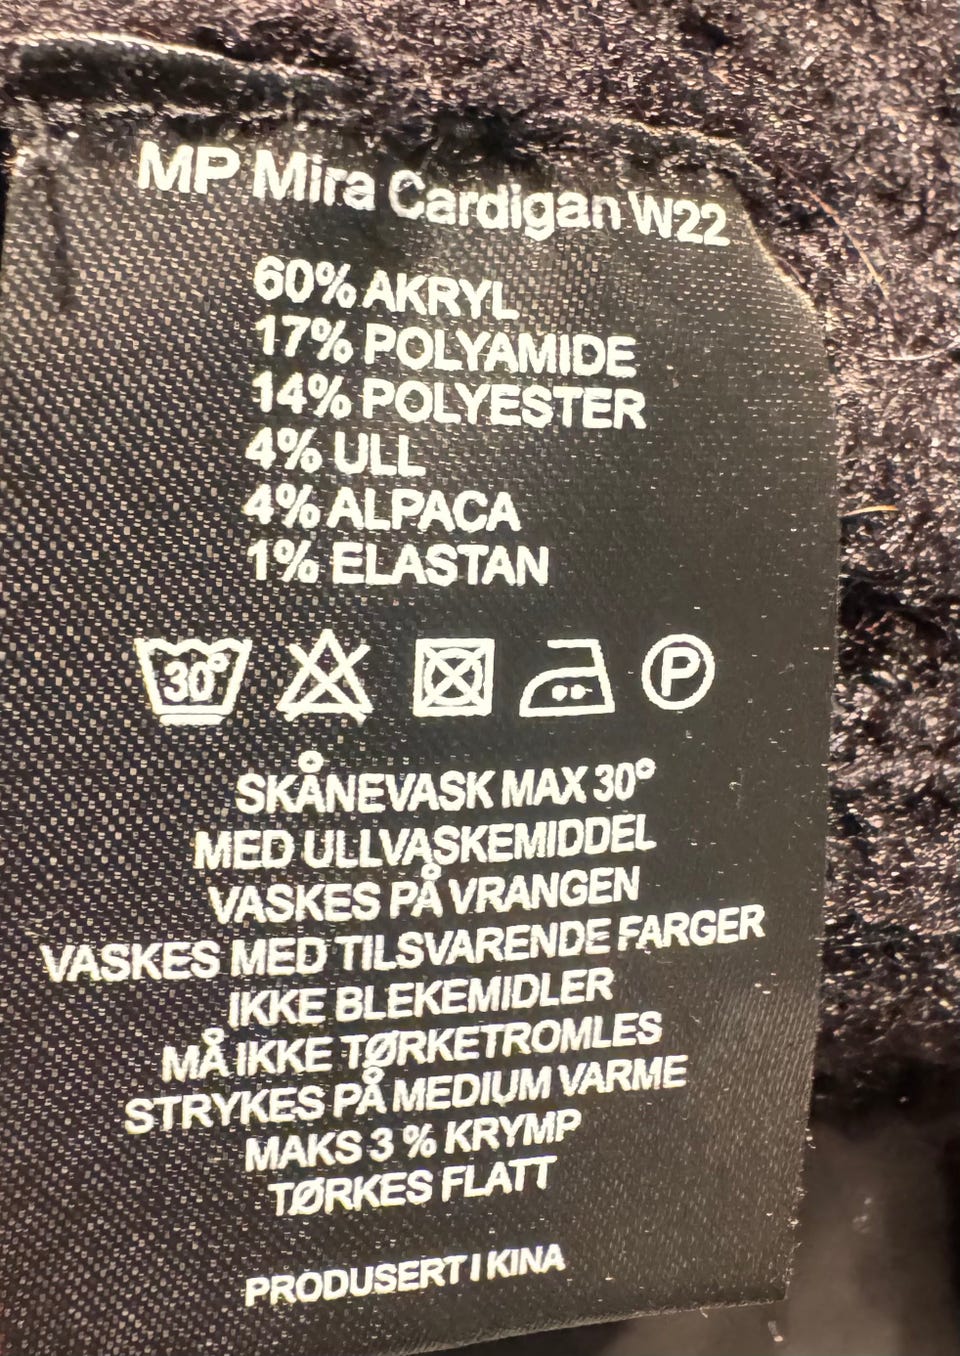 MP Mira Cardigan W22
60% AKRYL
17% POLYAMIDE
14% POLYESTER
4% ULL
4% ALPACA
1% ELASTAN
30° P
SKÅNEVASK MAX 30°
MED ULLVASKEMIDDEL
VASKES PÅ VRANGEN
VASKES MED TILSVARENDE FARGER
IKKE BLEKEMIDLER
MÅ IKKE TØRKETROMLES
STRYKES PÅ MEDIUM VARME
MAKS 3 % KRYMP
TØRKES FLATT
PRODUSERT I KINA